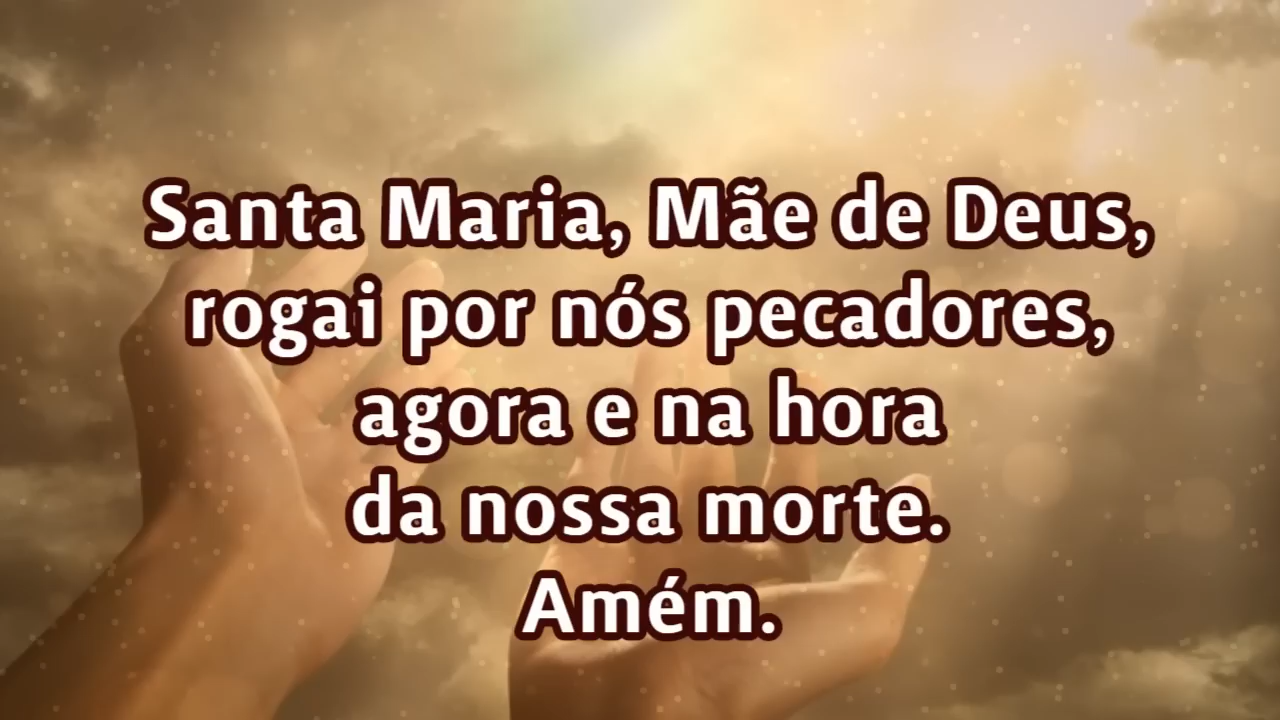 Santa Maria, Mãe de Deus,
rogai por nós pecadores,
agora e na hora
da nossa morte.
Amém.